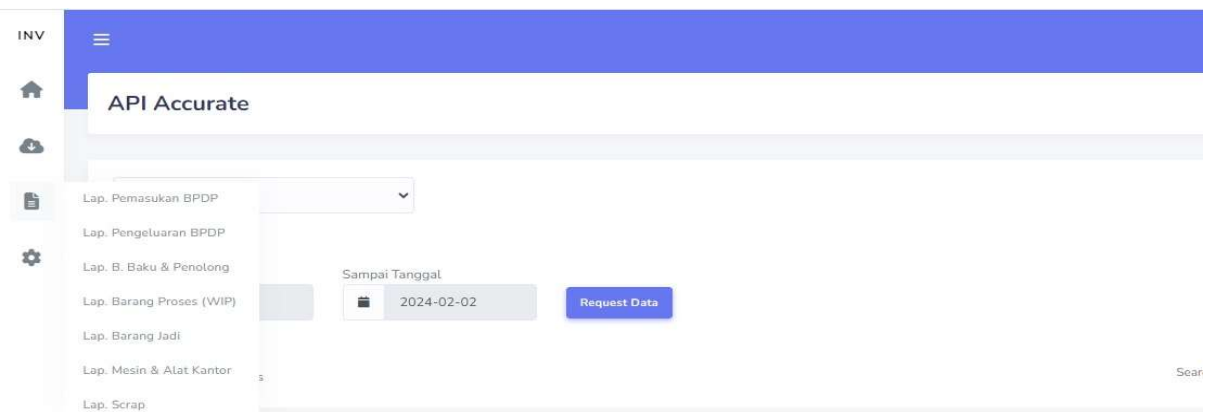 INV
API Accurate
Lap. Pemasukan BPDP
Lap. Pengeluaran BPDP
Lap. B. Baku & Penolong
Lap. Barang Proses (WIP)
Lap. Barang Jadi
Lap. Mesin & Alat Kantor
Lap. Scrap
Sampai Tanggal
2024-02-02
Request Data